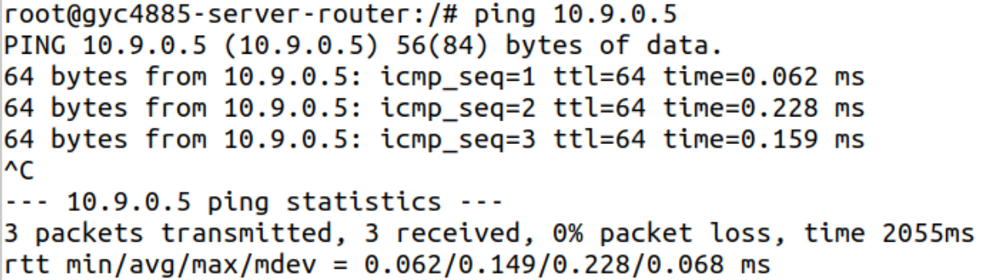 root@gyc4885-server-router:/# ping 10.9.0.5
PING 10.9.0.5 (10.9.0.5) 56(84) bytes of data.
64 bytes from 10.9.0.5: icmp_seq=1 ttl=64 time=0.062 ms
64 bytes from 10.9.0.5: icmp_seq=2 ttl=64 time=0.228 ms
64 bytes from 10.9.0.5: icmp_seq=3 ttl=64 time=0.159 ms
^C
--- 10.9.0.5 ping statistics ---
3 packets transmitted, 3 received, 0% packet loss, time 2055ms
rtt min/avg/max/mdev = 0.062/0.149/0.228/0.068 ms